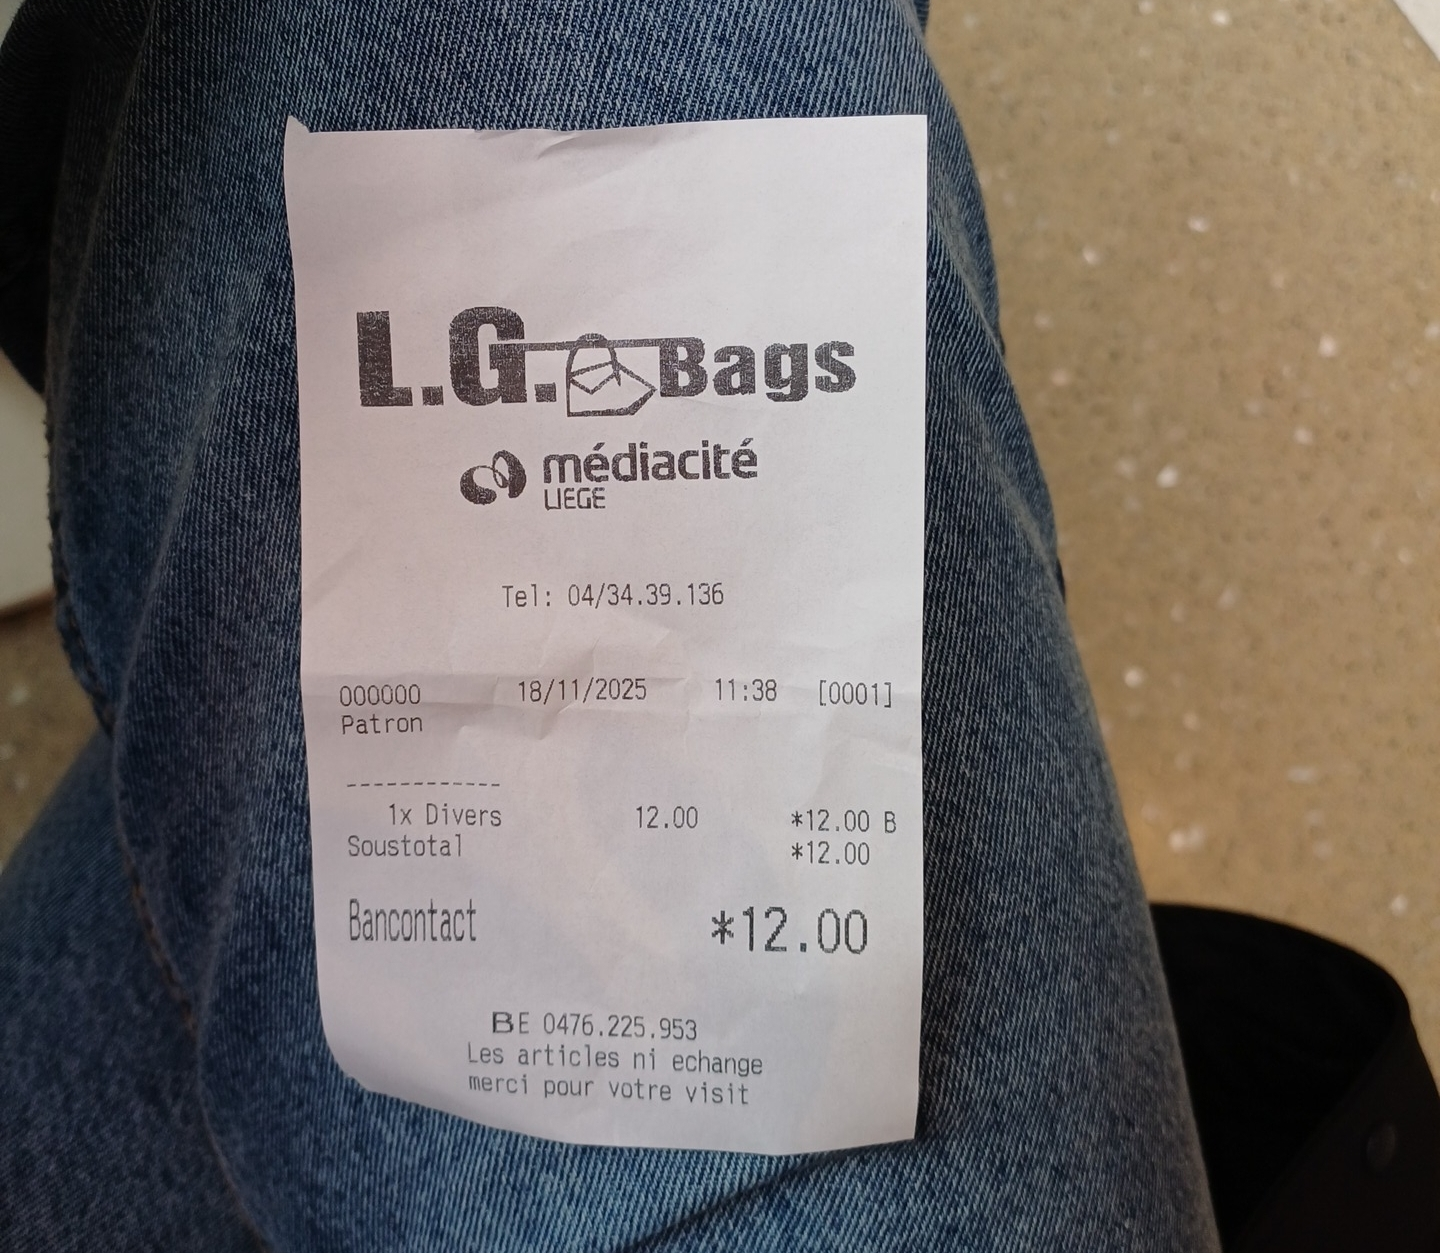 L.G. Bags
médiacité
LIEGE
Tel: 04/34.39.136
000000 18/11/2025 11:38 [0001]
Patron
------------
1x Divers 12.00 *12.00 B
Soustotal *12.00
Bancontact *12.00
BE 0476.225.953
Les articles ni echange
merci pour votre visit